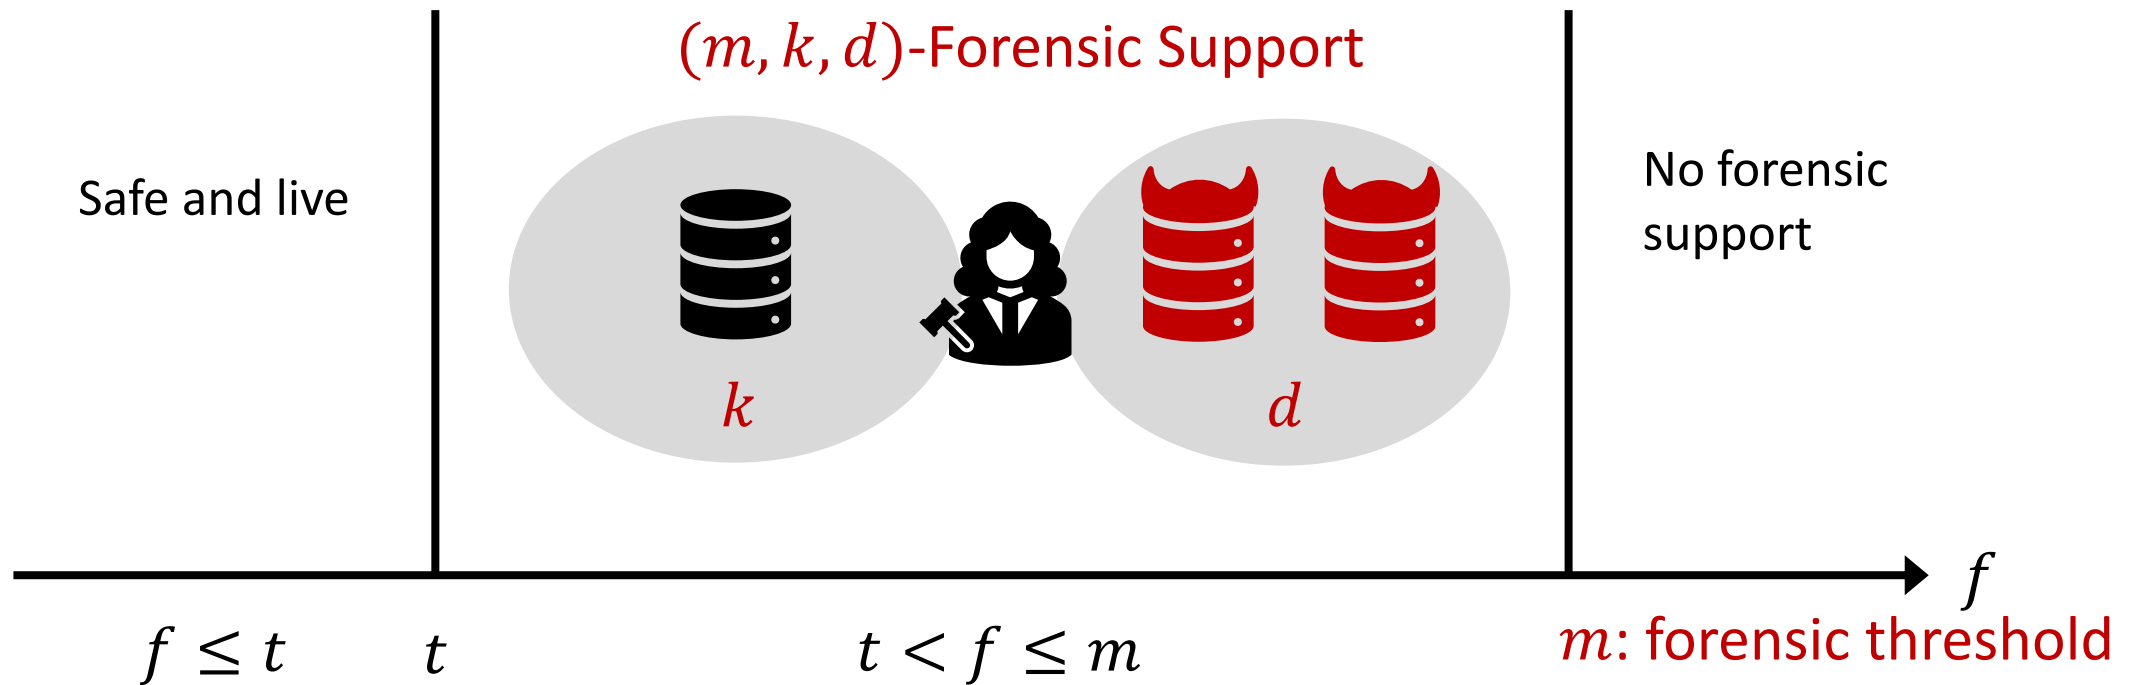 (m, k, d)-Forensic Support
Safe and live
No forensic
support
k
d
f
f ≤ t
t
t < f ≤ m
m: forensic threshold